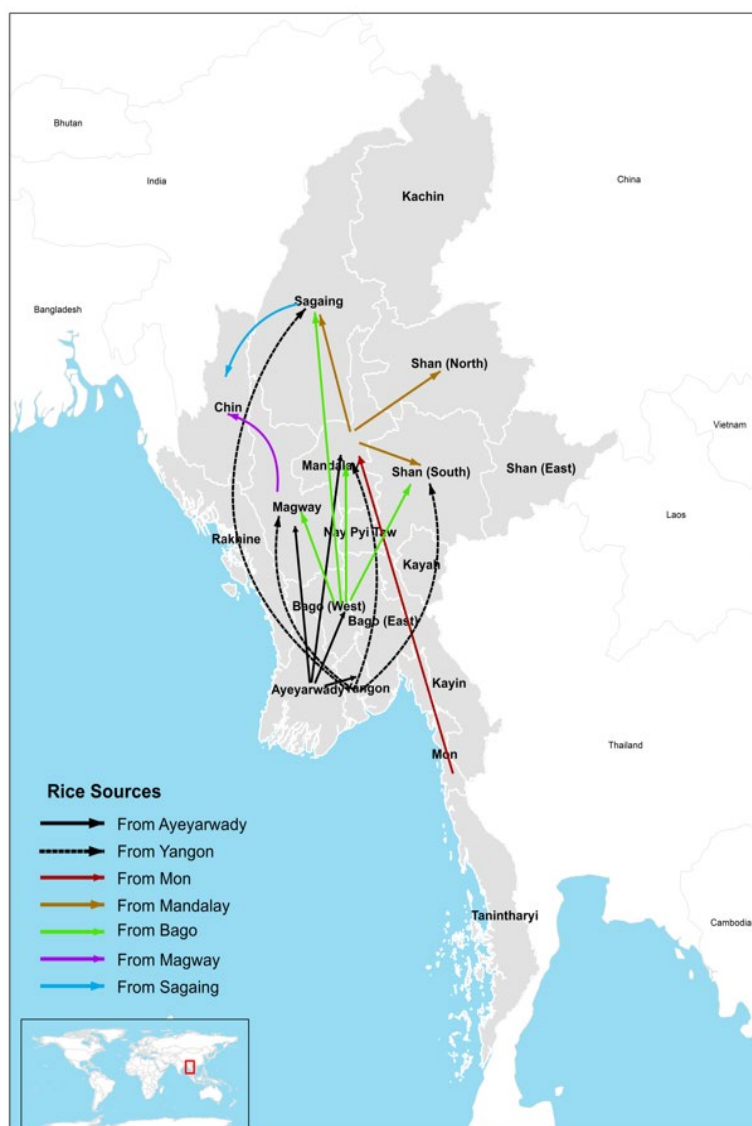 Bhutan
India
China
Kachin
Bangladesh
Sagaing
Shan (North)
Chin
Vietnam
Mandalay
Shan (South)
Shan (East)
Magway
Laos
Rakhine
Nay Pyi Taw
Kayah
Bago (West)
Bago (East)
Ayeyarwady
Yangon
Kayin
Thailand
Mon
Rice Sources
From Ayeyarwady
From Yangon
From Mon
From Mandalay
From Bago
From Magway
From Sagaing
Tanintharyi
Cambodia